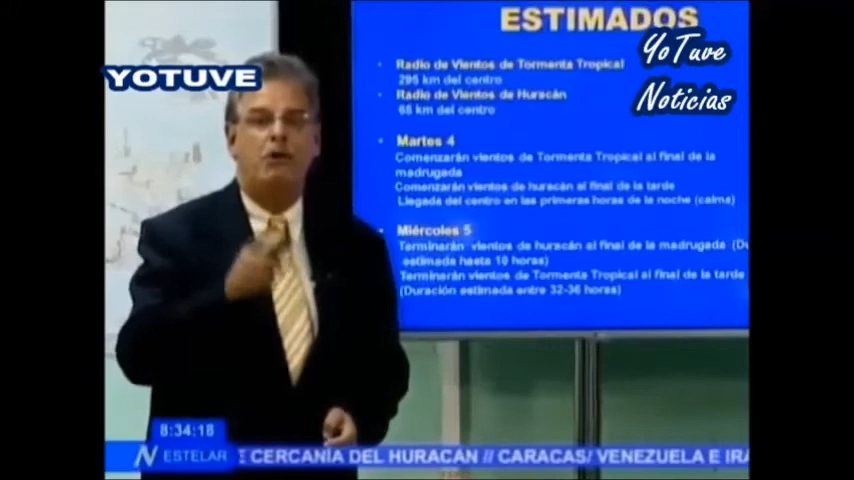 ESTIMADOS
YoTuve
Noticias
YOTUVE
• Radio de Vientos de Tormenta Tropical
295 km del centro
• Radio de Vientos de Huracán
65 km del centro
• Martes 4
Comenzarán vientos de Tormenta Tropical al final de la
madrugada
Comenzarán vientos de huracán al final de la tarde
Llegada del centro en las primeras horas de la noche (calma)
• Miércoles 5
Terminarán vientos de huracán al final de la madrugada (Du
estimada hasta 10 horas)
Terminarán vientos de Tormenta Tropical al final de la tarde
(Duración estimada entre 32-36 horas)
8:34:18
N ESTELAR
E CERCANÍA DEL HURACÁN // CARACAS/ VENEZUELA E IRA